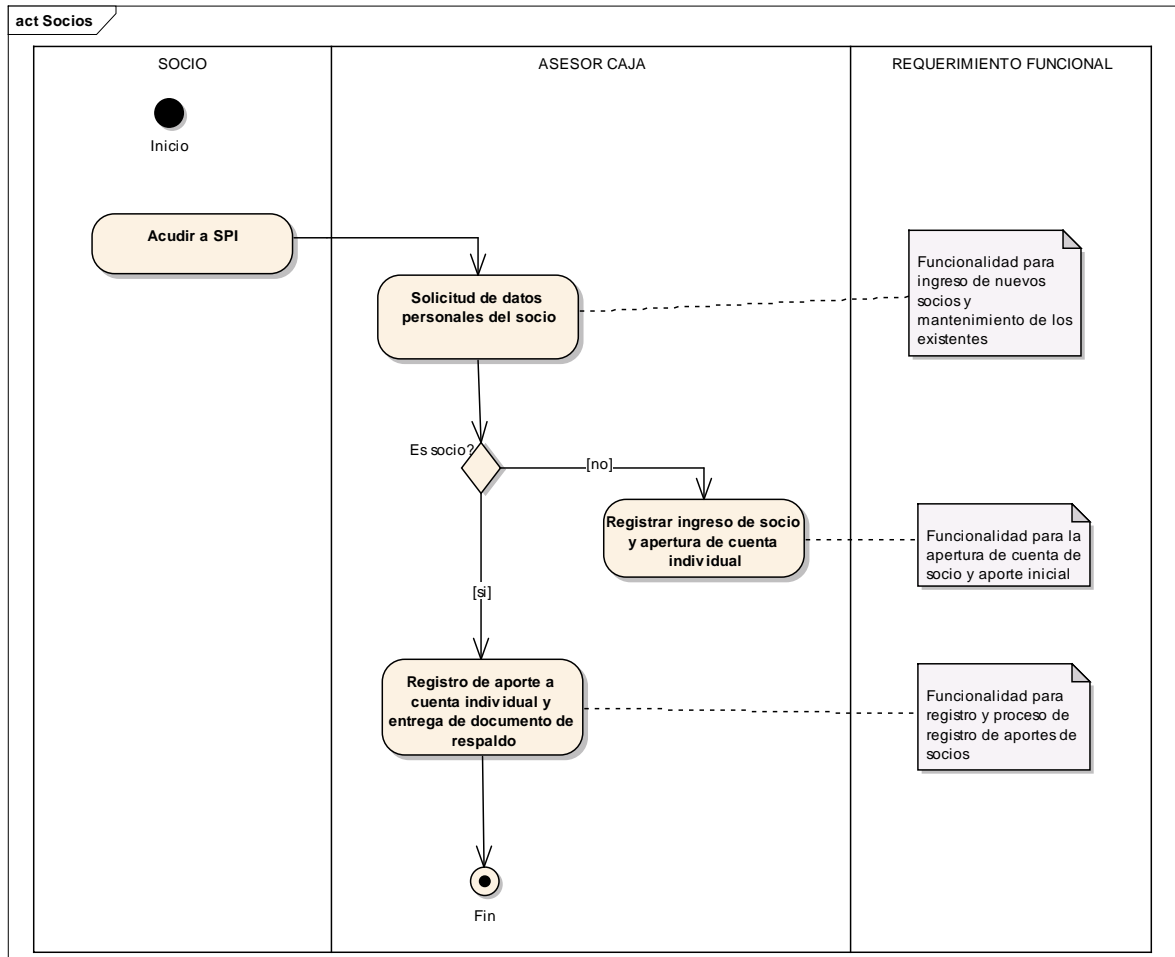 act Socios
SOCIO
ASESOR CAJA
REQUERIMIENTO FUNCIONAL
Inicio
Acudir a SPI
Solicitud de datos
personales del socio
Funcionalidad para
ingreso de nuevos
socios y
mantenimiento de los
existentes
Es socio?
[no]
Registrar ingreso de socio
y apertura de cuenta
individual
Funcionalidad para la
apertura de cuenta de
socio y aporte inicial
[si]
Registro de aporte a
cuenta individual y
entrega de documento de
respaldo
Funcionalidad para
registro y proceso de
registro de aportes de
socios
Fin